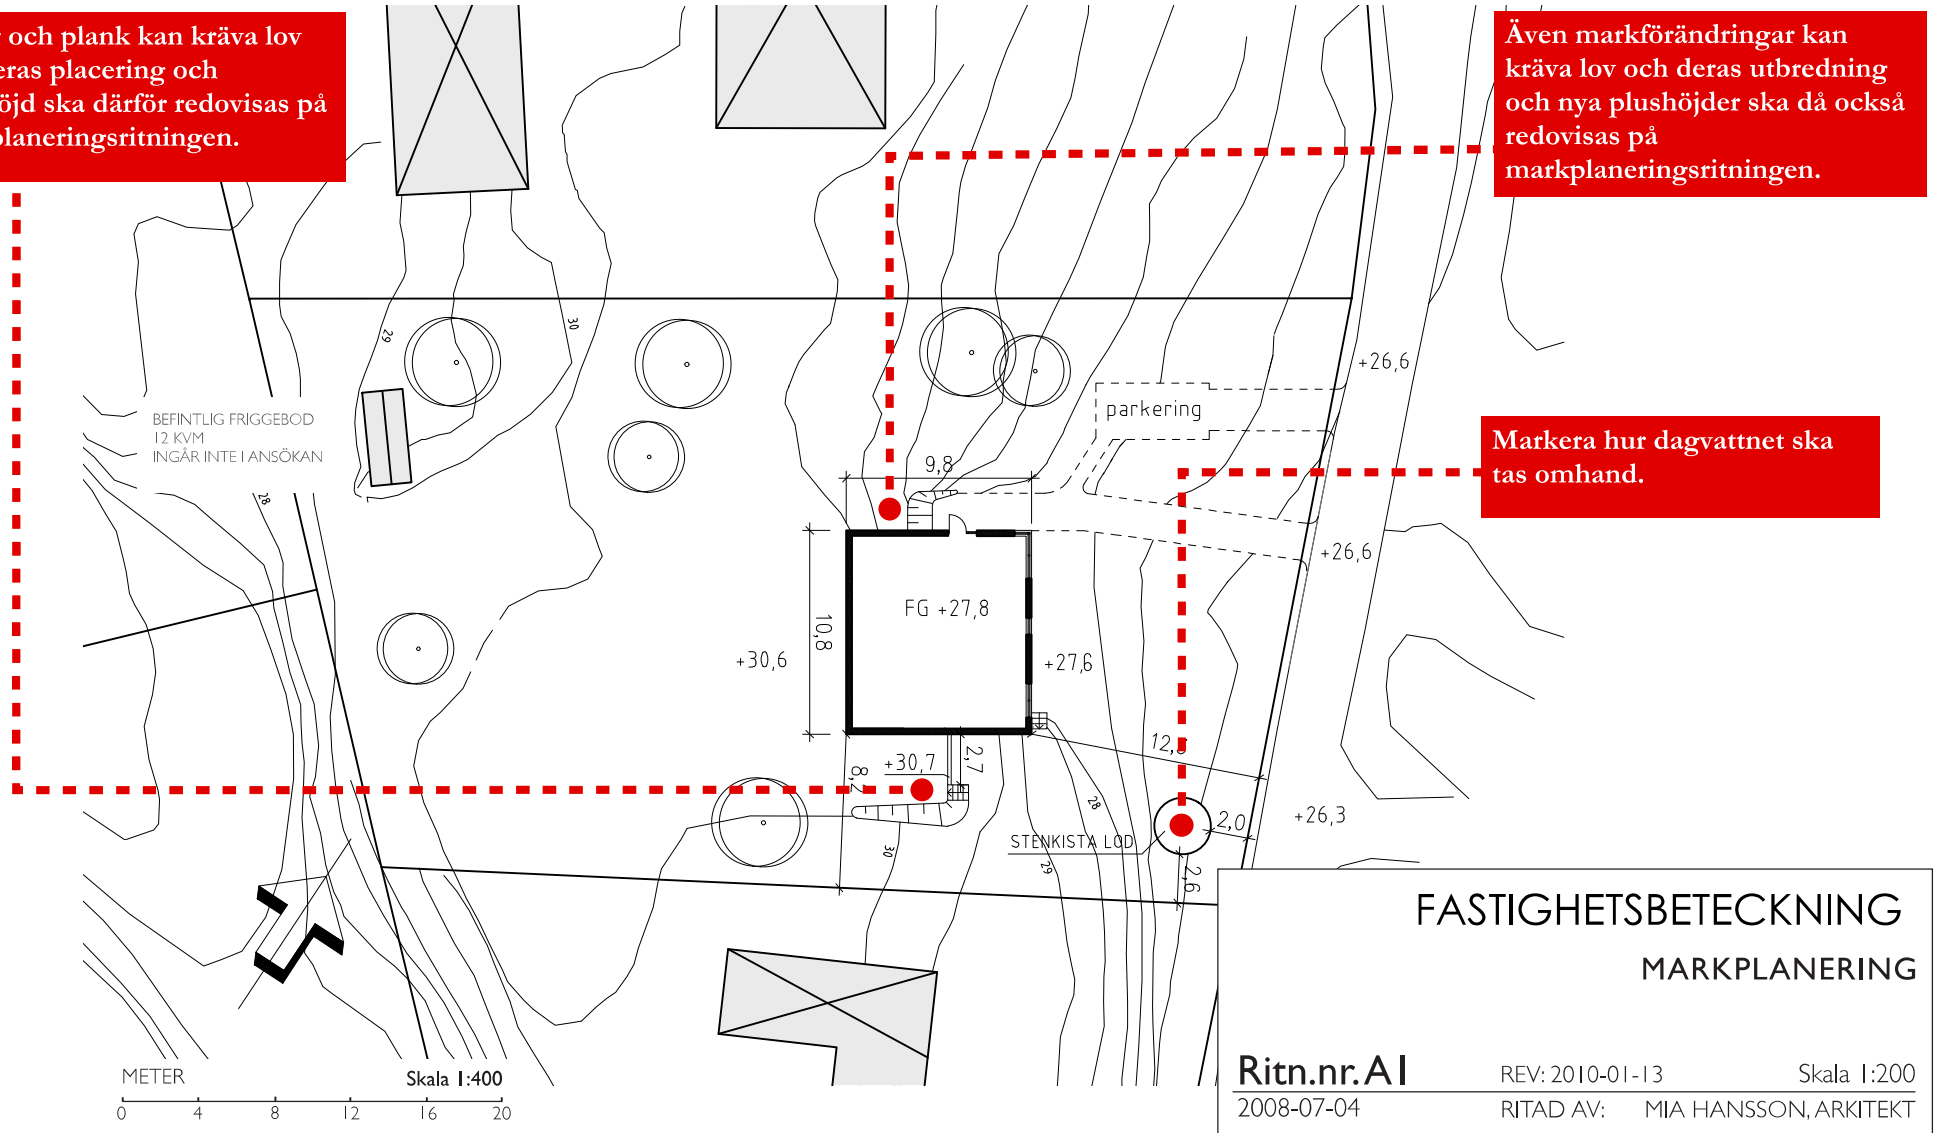 och plank kan kräva lov
placering och
ska därför redovisas på
Även markförändringar kan
kräva lov och deras utbredning
och nya plushöjder ska då också
redovisas på
markplaneringsritningen.
29
30
+26,6
parkering
BEFINTLIG FRIGGEBOD
12 KVM
INGÅR INTE I ANSÖKAN
Markera hur dagvattnet ska
tas omhand.
28
9,8
+26,6
FG +27,8
10,8
+30,6
+27,6
12,
+30,7
2,7
8,2
28
+26,3
2,0
STENKISTA LOD
30
29
2,6
FASTIGHETSBETECKNING
MARKPLANERING
METER
Skala 1:400
0 4 8 12 16 20
Ritn.nr. A1
REV: 2010-01-13
Skala 1:200
2008-07-04
RITAD AV: MIA HANSSON, ARKITEKT